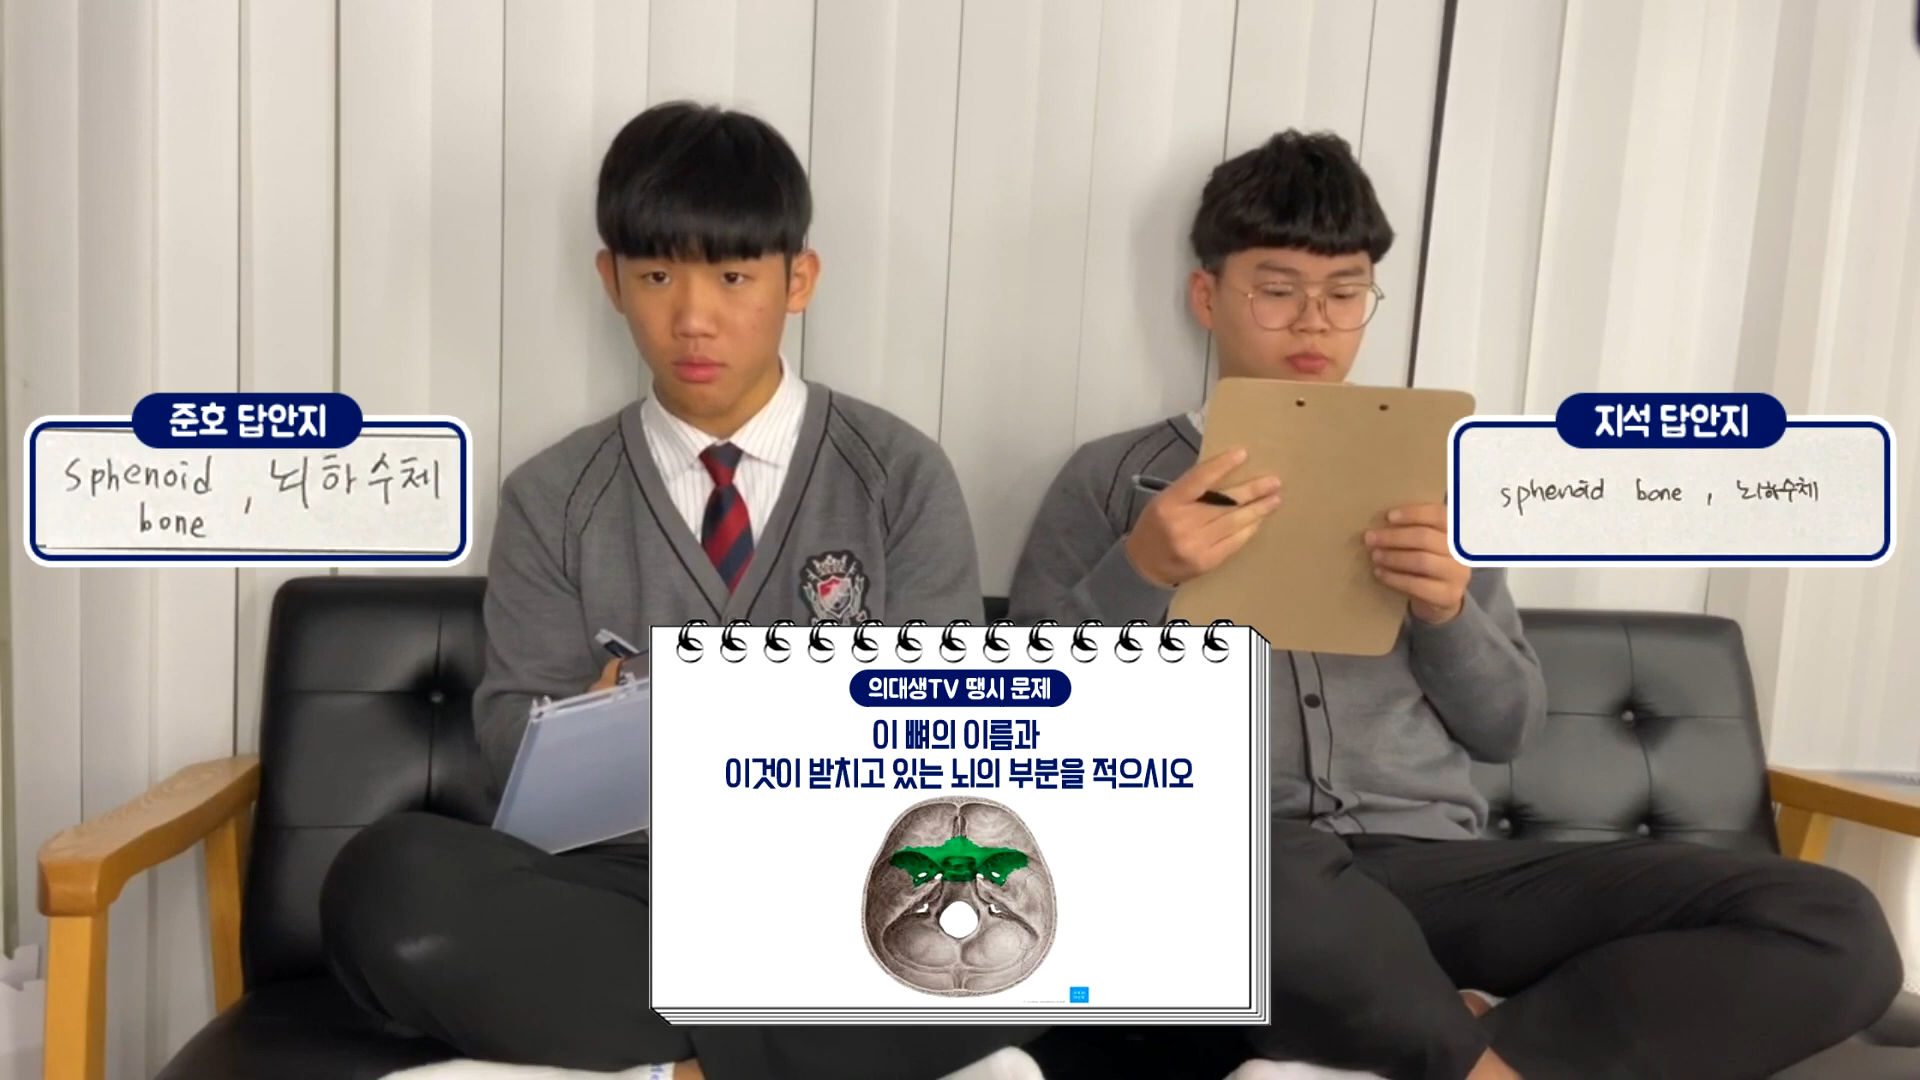 준호 답안지
sphenoid
bone , 뇌하수체
지석 답안지
sphenoid bone , 뇌하수체
의대생TV 땡시 문제
이 뼈의 이름과
이것이 받치고 있는 뇌의 부분을 적으시오